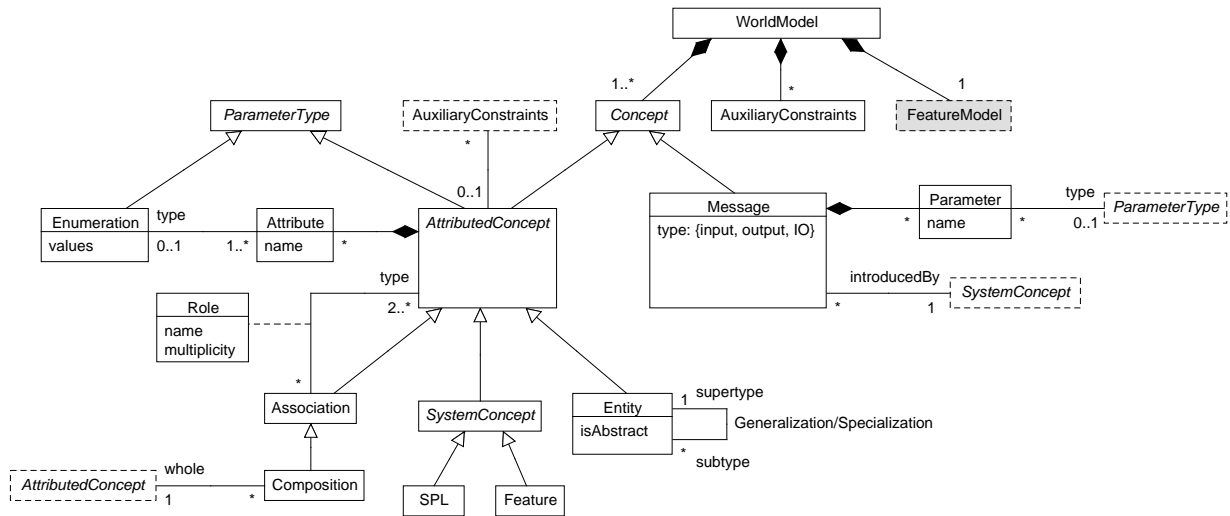 WorldModel
1..*
*
1
ParameterType
AuxiliaryConstraints
Concept
AuxiliaryConstraints
FeatureModel
*
0..1
Enumeration
values
type
0..1
1..*
Attribute
name
*
AttributedConcept
Message
type: {input, output, IO}
*
Parameter
name
*
type
0..1
ParameterType
introducedBy
*
1
SystemConcept
type
2..*
Role
name
multiplicity
*
Association
SystemConcept
Entity
isAbstract
1
supertype
Generalization/Specialization
*
subtype
AttributedConcept
whole
1
*
Composition
SPL
Feature